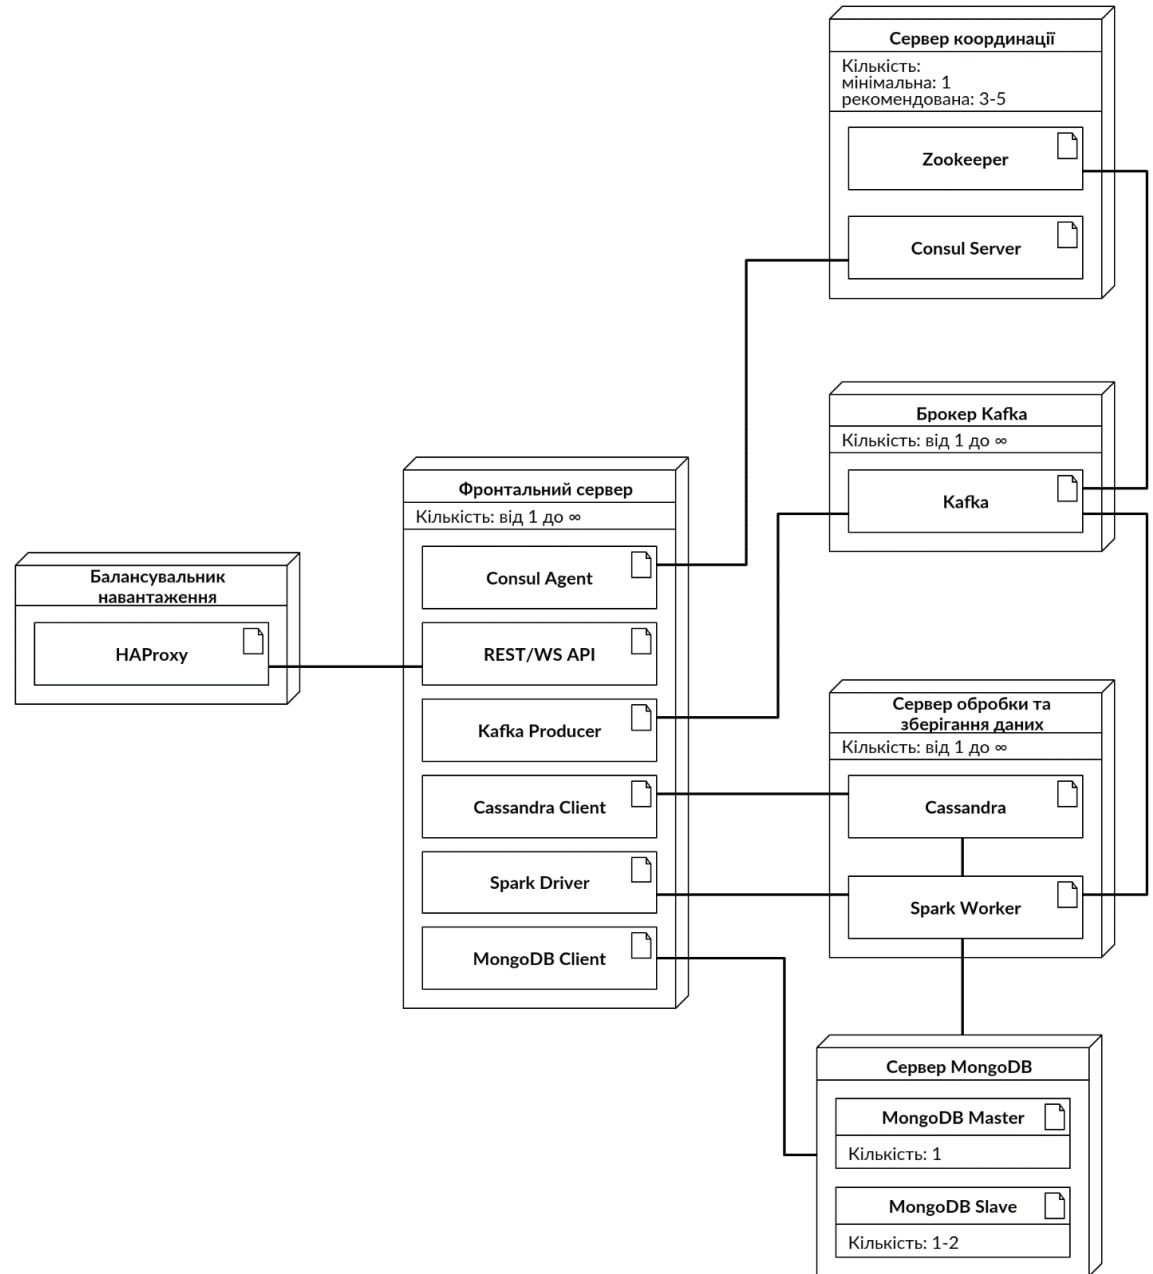 Сервер координації
Кількість:
мінімальна: 1
рекомендована: 3-5
Zookeeper
Consul Server
Брокер Kafka
Кількість: від 1 до ∞
Kafka
Фронтальний сервер
Кількість: від 1 до ∞
Consul Agent
REST/WS API
Kafka Producer
Cassandra Client
Spark Driver
MongoDB Client
Балансувальник
навантаження
HAProxy
Сервер обробки та
зберігання даних
Кількість: від 1 до ∞
Cassandra
Spark Worker
Сервер MongoDB
MongoDB Master
Кількість: 1
MongoDB Slave
Кількість: 1-2